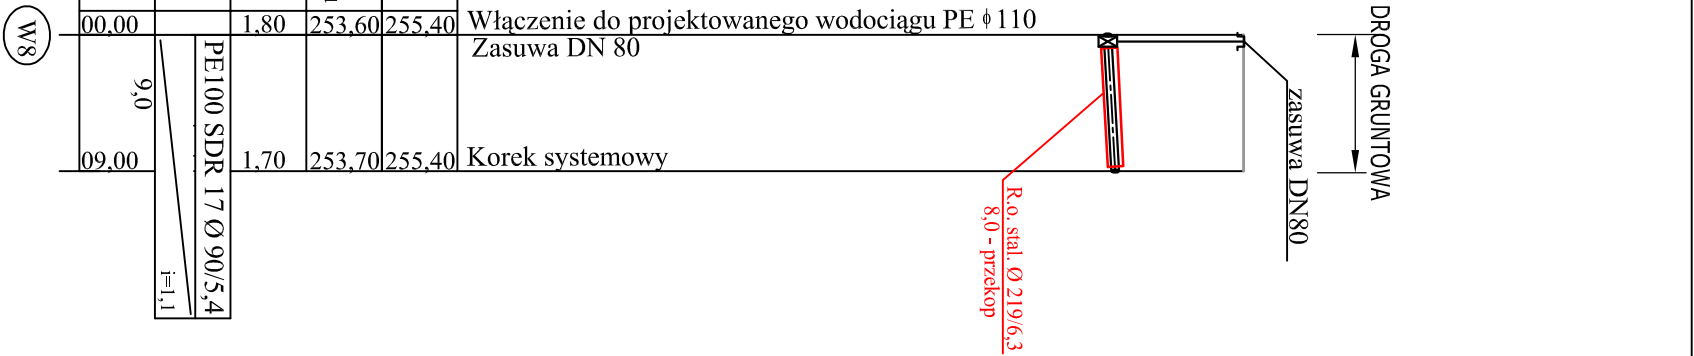 W8
00,00 1,80 253,60 255,40 Włączenie do projektowanego wodociągu PE ϕ 110
Zasuwa DN 80
9,0
09,00 1,70 253,70 255,40 Korek systemowy
PE100 SDR 17 Ø 90/5,4
i=1,1
R.o. stal. Ø 219/6,3
8,0 - przekop
zasuwa DN80
DROGA GRUNTOWA